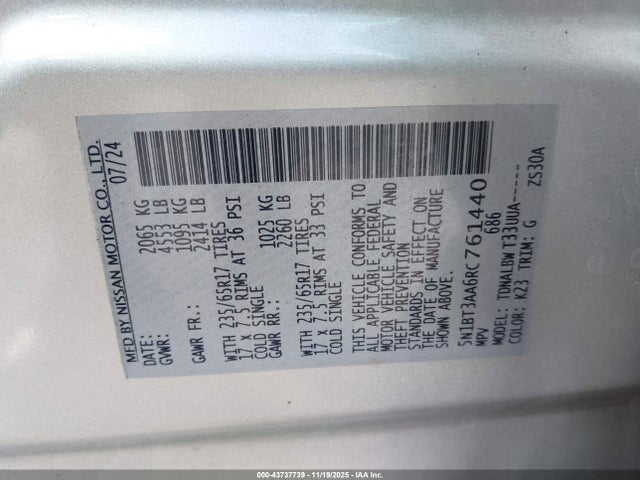 MFD BY NISSAN MOTOR CO., LTD.
DATE: 07/24
GVWR: 2065 KG
4553 LB
GAWR FR.: 1095 KG
2414 LB
WITH 235/65R17 TIRES
17 x 7.5 RIMS AT 36 PSI
COLD SINGLE
GAWR RR.: 1025 KG
2260 LB
WITH 235/65R17 TIRES
17 x 7.5 RIMS AT 33 PSI
COLD SINGLE
THIS VEHICLE CONFORMS TO
ALL APPLICABLE FEDERAL
MOTOR VEHICLE SAFETY AND
THEFT PREVENTION
STANDARDS IN EFFECT ON
THE DATE OF MANUFACTURE
SHOWN ABOVE.
5N1BT3AA6RC761440
MPV 686
MODEL: TDNALBW T33UUA-----
COLOR: K23 TRIM: G ZS30A
000-43737739 - 11/19/2025 - IAA Inc.